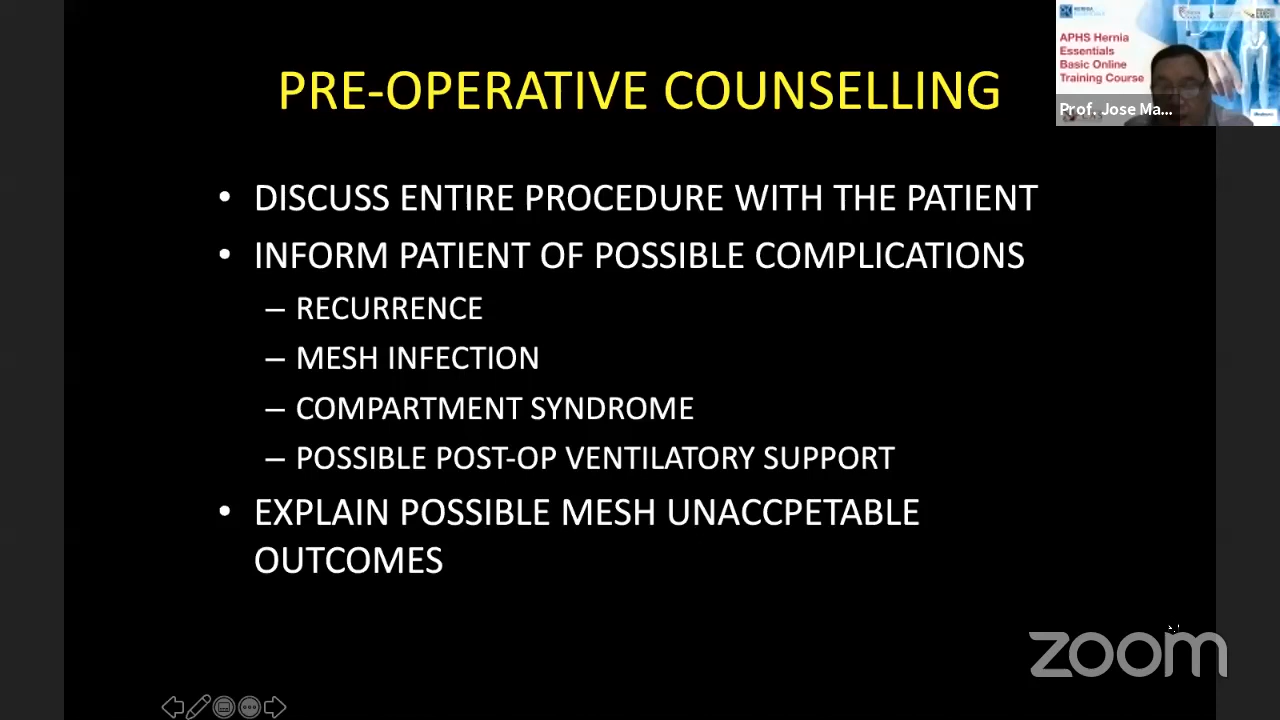 PRE-OPERATIVE COUNSELLING
• DISCUSS ENTIRE PROCEDURE WITH THE PATIENT
• INFORM PATIENT OF POSSIBLE COMPLICATIONS
– RECURRENCE
– MESH INFECTION
– COMPARTMENT SYNDROME
– POSSIBLE POST-OP VENTILATORY SUPPORT
• EXPLAIN POSSIBLE MESH UNACCPETABLE
OUTCOMES
APHS Hernia
Essentials
Basic Online
Training Course
Prof. Jose Ma...
zoom